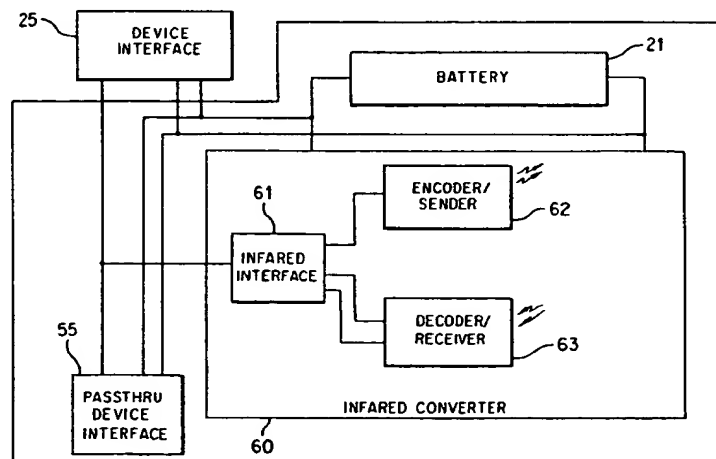 25
DEVICE
INTERFACE
21
BATTERY
61
ENCODER/
SENDER
62
INFARED
INTERFACE
DECODER/
RECEIVER
63
55
PASSTHRU
DEVICE
INTERFACE
INFARED CONVERTER
60